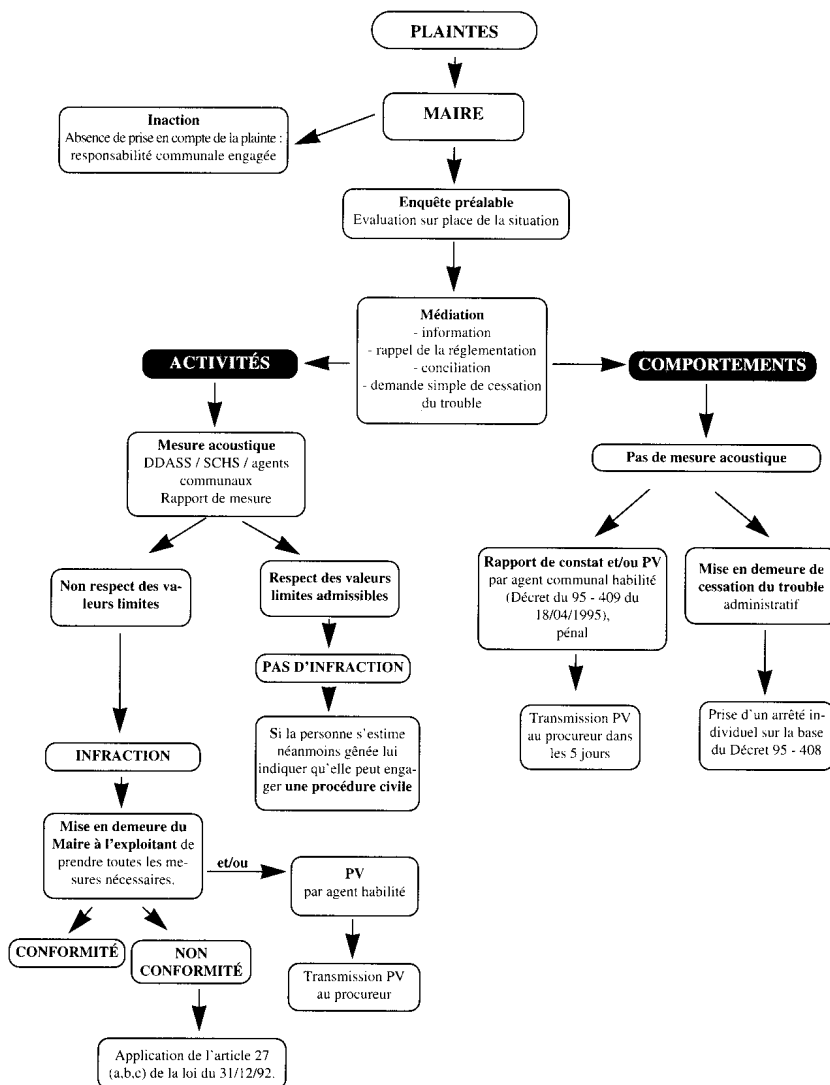 PLAINTES
MAIRE
Inaction
Absence de prise en compte de la plainte :
responsabilité communale engagée
Enquête préalable
Evaluation sur place de la situation
Médiation
- information
- rappel de la réglementation
- conciliation
- demande simple de cessation
du trouble
ACTIVITÉS
COMPORTEMENTS
Mesure acoustique
DDASS / SCHS / agents
communaux
Rapport de mesure
Pas de mesure acoustique
Non respect des va-
leurs limites
Respect des valeurs
limites admissibles
Rapport de constat et/ou PV
par agent communal habilité
(Décret du 95 - 409 du
18/04/1995),
pénal
Mise en demeure de
cessation du trouble
administratif
PAS D'INFRACTION
Si la personne s'estime
néanmoins gênée lui
indiquer qu'elle peut enga-
ger une procédure civile
Transmission PV
au procureur dans
les 5 jours
Prise d'un arrêté in-
dividuel sur la base
du Décret 95 - 408
INFRACTION
Mise en demeure du
Maire à l'exploitant de
prendre toutes les me-
sures nécessaires.
et/ou
PV
par agent habilité
CONFORMITÉ
NON
CONFORMITÉ
Transmission PV
au procureur
Application de l'article 27
(a,b,c) de la loi du 31/12/92.